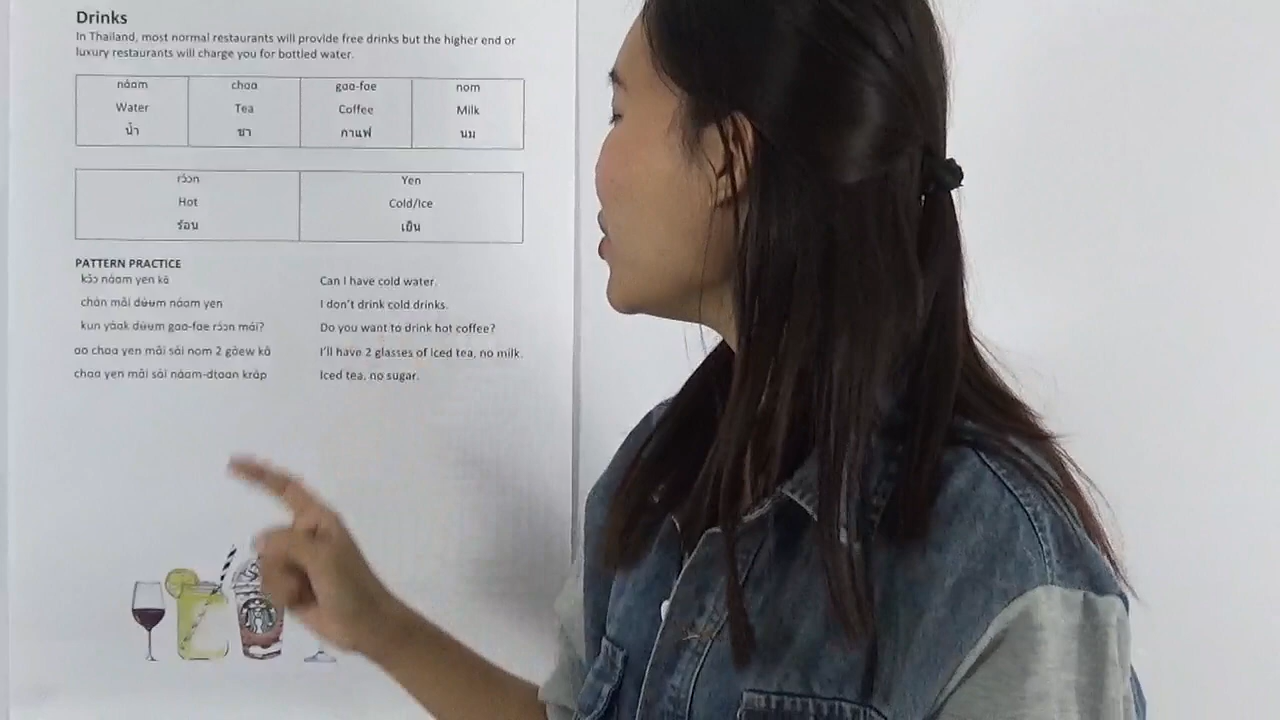 Drinks
In Thailand, most normal restaurants will provide free drinks but the higher end or
luxury restaurants will charge you for bottled water.
náam chaa gaa-fae nom
Water Tea Coffee Milk
น้ำ ชา กาแฟ นม
rɔ́ɔn Yen
Hot Cold/Ice
ร้อน เย็น
PATTERN PRACTICE
kɔ̌ɔ náam yen kâ Can I have cold water.
chán mâi dʉ̀ʉm náam yen I don't drink cold drinks.
kun yàak dʉ̀ʉm gaa-fae rɔ́ɔn mái? Do you want to drink hot coffee?
ao chaa yen mâi sài nom 2 gâew kâ I'll have 2 glasses of Iced tea, no milk.
chaa yen mâi sài náam-dtaan kráp Iced tea, no sugar.